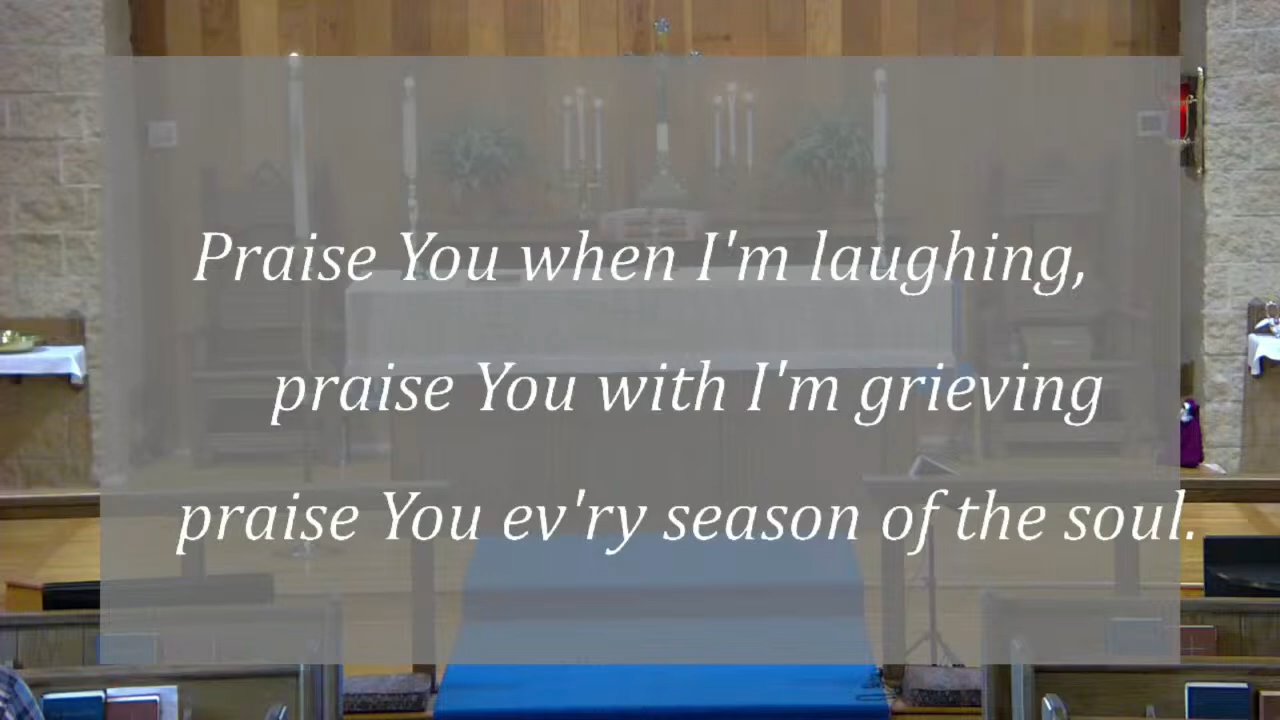 Praise You when I'm laughing,
praise You with I'm grieving
praise You ev'ry season of the soul.